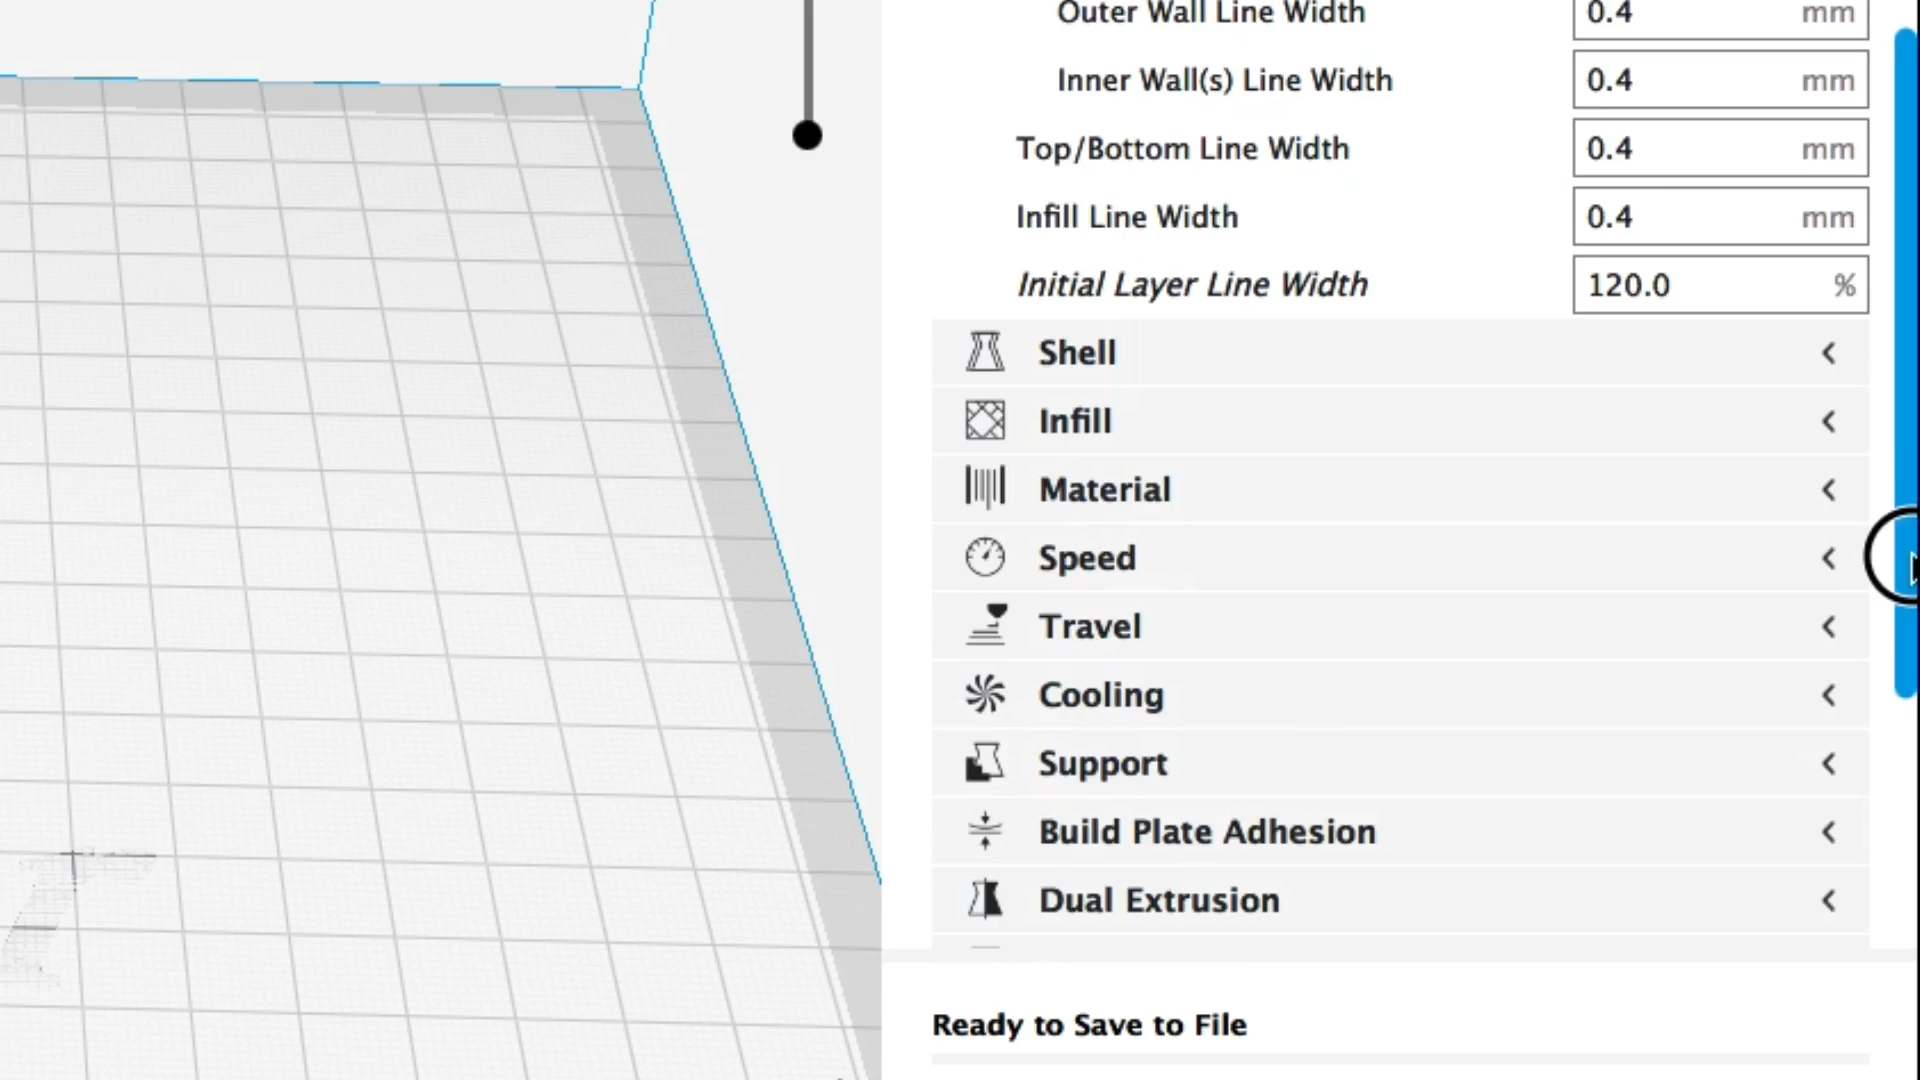 Outer Wall Line Width 0.4 mm
Inner Wall(s) Line Width 0.4 mm
Top/Bottom Line Width 0.4 mm
Infill Line Width 0.4 mm
Initial Layer Line Width 120.0 %
Shell
Infill
Material
Speed
Travel
Cooling
Support
Build Plate Adhesion
Dual Extrusion
Ready to Save to File